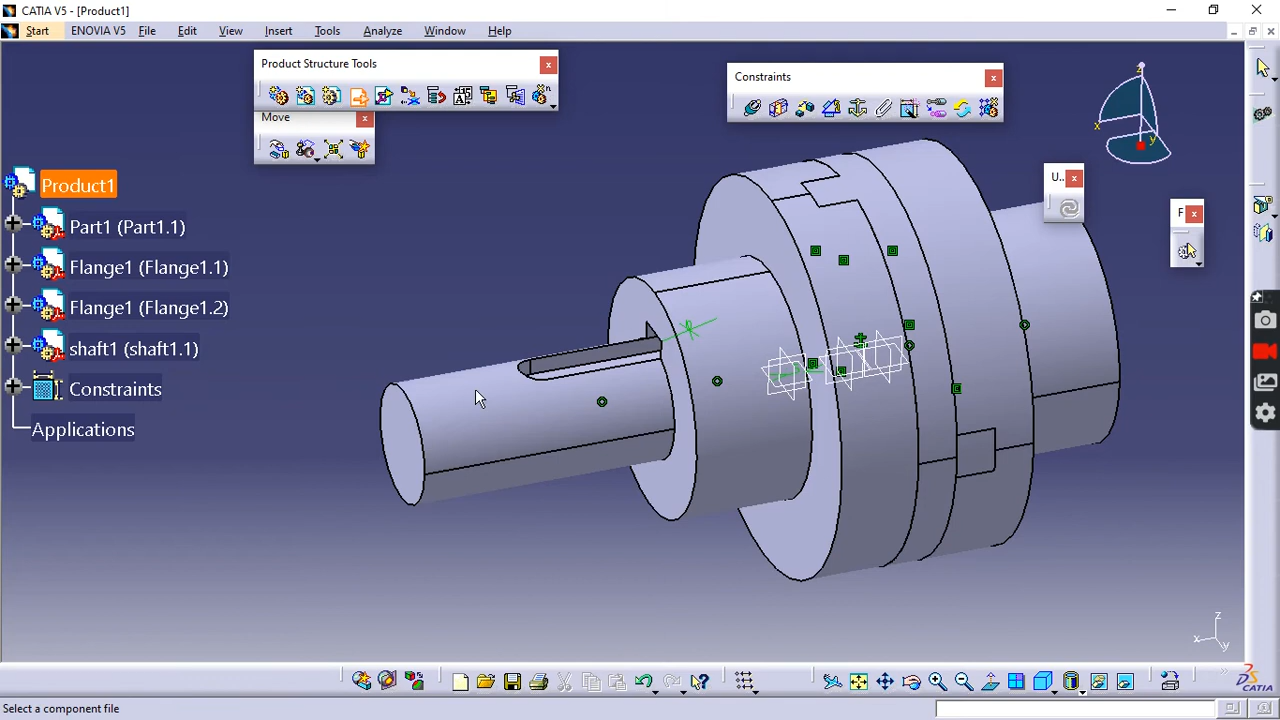 CATIA V5 - [Product1]
Start ENOVIA V5 File Edit View Insert Tools Analyze Window Help
Product Structure Tools
Constraints
Move
Product1
Part1 (Part1.1)
Flange1 (Flange1.1)
Flange1 (Flange1.2)
shaft1 (shaft1.1)
Constraints
Applications
U..
F
z
x
y
z
x
y
CATIA
Select a component file